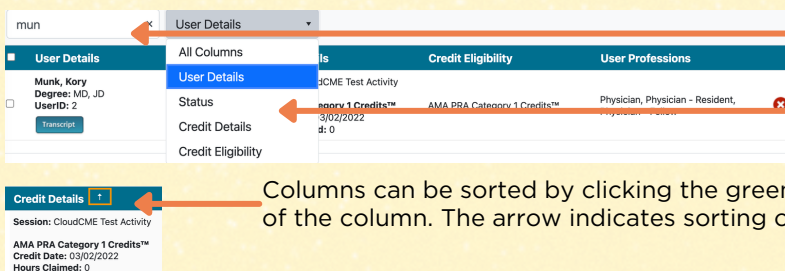 mun × User Details
User Details ls Credit Eligibility User Professions
All Columns
User Details
Status
Credit Details
Credit Eligibility
Munk, Kory
Degree: MD, JD
UserID: 2
Transcript
dCME Test Activity
egory 1 Credits™
3/02/2022
d: 0
AMA PRA Category 1 Credits™
Physician, Physician - Resident,
Credit Details ↑
Session: CloudCME Test Activity
AMA PRA Category 1 Credits™
Credit Date: 03/02/2022
Hours Claimed: 0
Columns can be sorted by clicking the green
of the column. The arrow indicates sorting o